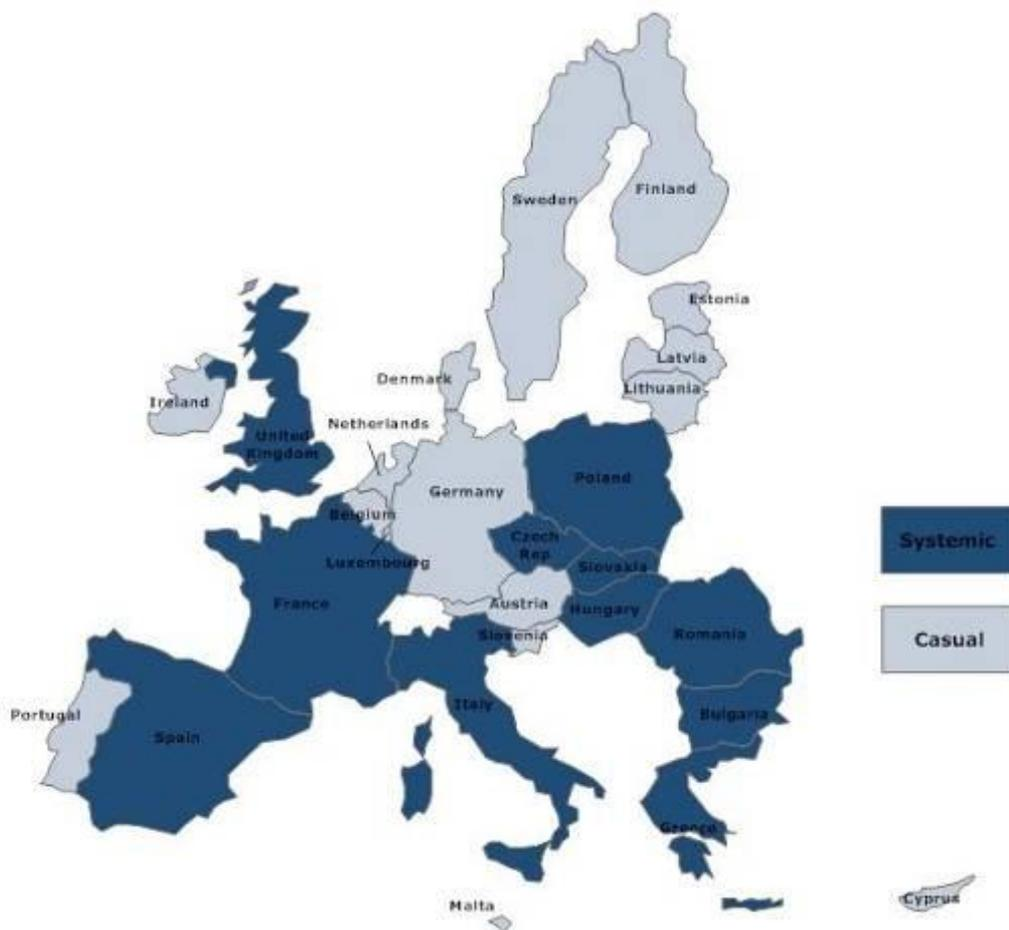 Sweden
Finland
Estonia
Latvia
Lithuania
Denmark
Ireland
Netherlands
United
Kingdom
Germany
Poland
Belgium
Luxembourg
Czech
Rep
Slovakia
Systemic
France
Austria
Hungary
Slovenia
Romania
Casual
Portugal
Spain
Italy
Bulgaria
Greece
Malta
Cyprus